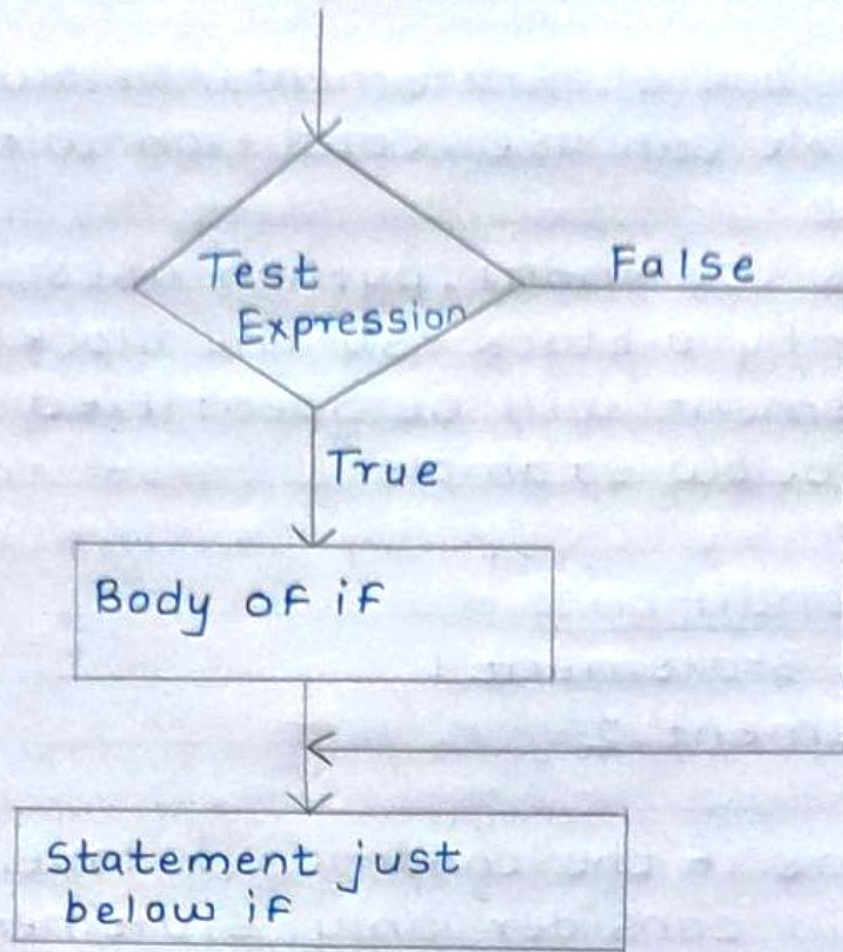 Test
Expression
False
True
Body of if
Statement just
below if